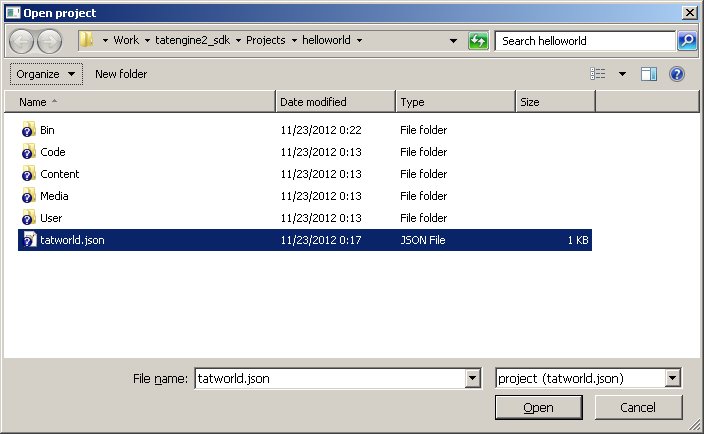 Open project
Work tatengine2_sdk Projects helloworld Search helloworld
Organize New folder
Name Date modified Type Size
Bin 11/23/2012 0:22 File folder
Code 11/23/2012 0:13 File folder
Content 11/23/2012 0:13 File folder
Media 11/23/2012 0:13 File folder
User 11/23/2012 0:13 File folder
tatworld.json 11/23/2012 0:17 JSON File 1 KB
File name: tatworld.json project (tatworld.json)
Open Cancel